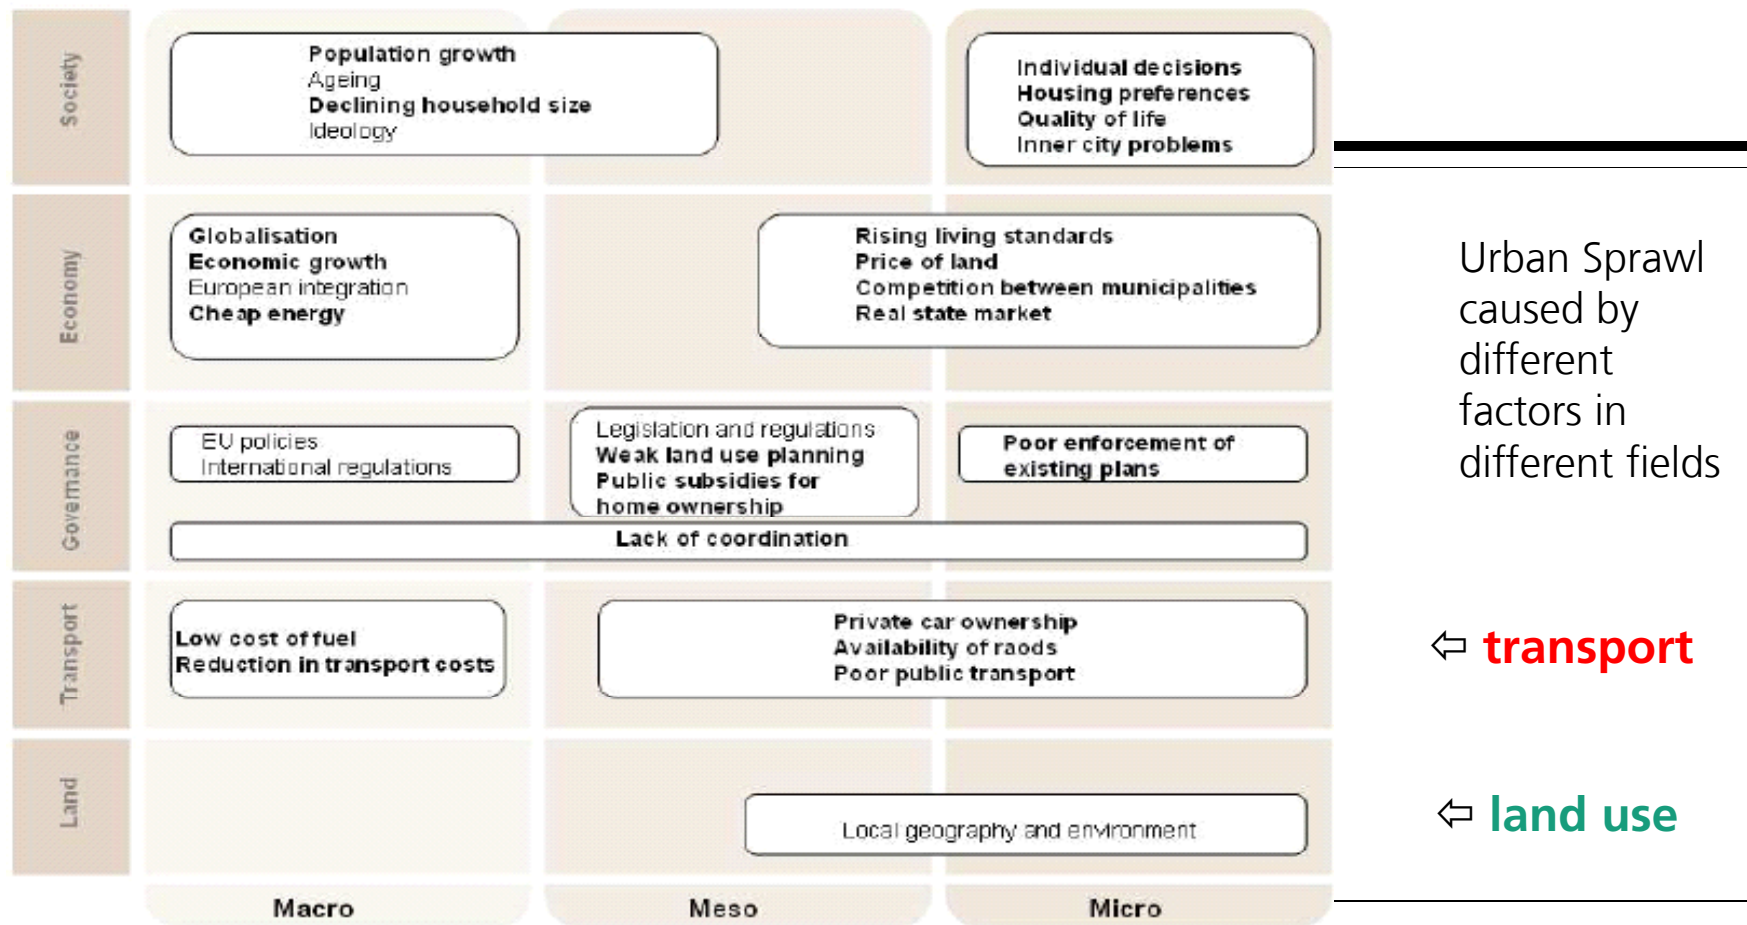 Society
Population growth
Ageing
Declining household size
Ideology
Individual decisions
Housing preferences
Quality of life
Inner city problems
Economy
Globalisation
Economic growth
European integration
Cheap energy
Rising living standards
Price of land
Competition between municipalities
Real state market
Urban Sprawl
caused by
different
factors in
different fields
Governance
EU policies
International regulations
Legislation and regulations
Weak land use planning
Public subsidies for
home ownership
Poor enforcement of
existing plans
Lack of coordination
Transport
Low cost of fuel
Reduction in transport costs
Private car ownership
Availability of raods
Poor public transport
⇦ transport
Land
Local geography and environment
⇦ land use
Macro
Meso
Micro